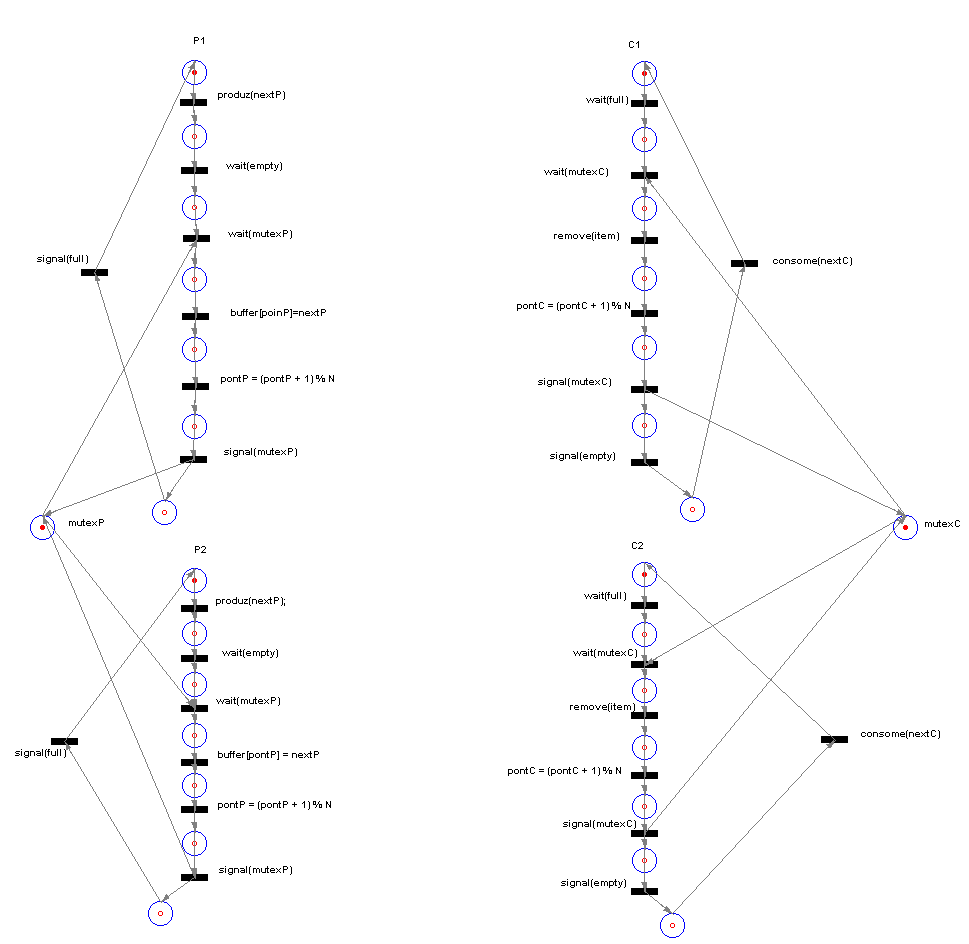 P1
produz(nextP)
wait(empty)
wait(mutexP)
signal(full)
buffer[poinP]=nextP
pontP = (pontP + 1) % N
signal(mutexP)
mutexP
C1
wait(full)
wait(mutexC)
remove(item)
consome(nextC)
pontC = (pontC + 1) % N
signal(mutexC)
signal(empty)
mutexC
P2
produz(nextP);
wait(empty)
wait(mutexP)
signal(full)
buffer[pontP] = nextP
pontP = (pontP + 1) % N
signal(mutexP)
C2
wait(full)
wait(mutexC)
remove(item)
consome(nextC)
pontC = (pontC + 1) % N
signal(mutexC)
signal(empty)